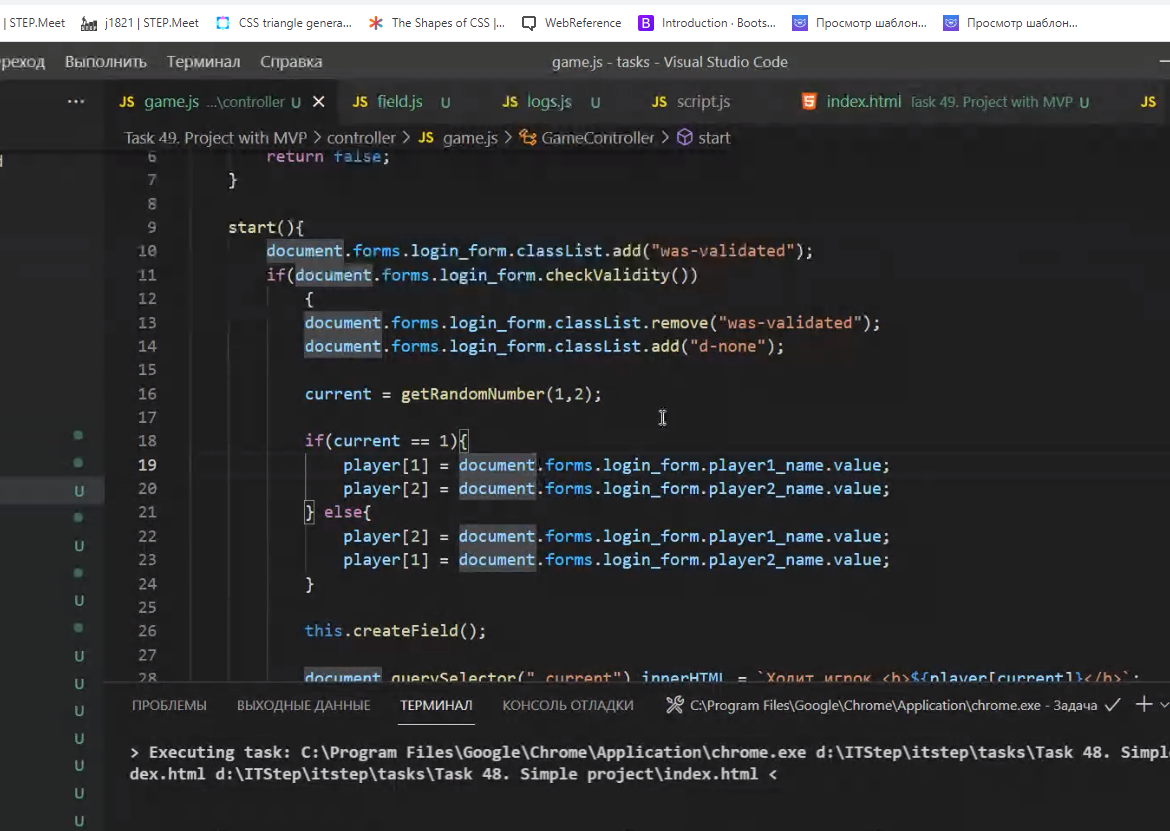 | STEP.Meet j1821 | STEP.Meet CSS triangle genera... The Shapes of CSS |... WebReference B Introduction · Boots... Просмотр шаблон... Просмотр шаблон...
реход Выполнить Терминал Справка game.js - tasks - Visual Studio Code
··· JS game.js ...\controller U × JS field.js U JS logs.js U JS script.js 5 index.html Task 49. Project with MVP U JS
Task 49. Project with MVP > controller > JS game.js > GameController > start
6 return false;
7 }
8
9 start(){
10 document.forms.login_form.classList.add("was-validated");
11 if(document.forms.login_form.checkValidity())
12 {
13 document.forms.login_form.classList.remove("was-validated");
14 document.forms.login_form.classList.add("d-none");
15
16 current = getRandomNumber(1,2);
17
18 if(current == 1){
19 player[1] = document.forms.login_form.player1_name.value;
U 20 player[2] = document.forms.login_form.player2_name.value;
21 } else{
U 22 player[2] = document.forms.login_form.player1_name.value;
23 player[1] = document.forms.login_form.player2_name.value;
24 }
U 25
26 this.createField();
U 27
U 28 document.querySelector(".current").innerHTML = `Ходит игрок <b>${player[current]}</b>`;
U ПРОБЛЕМЫ ВЫХОДНЫЕ ДАННЫЕ ТЕРМИНАЛ КОНСОЛЬ ОТЛАДКИ C:\Program Files\Google\Chrome\Application\chrome.exe - Задача ✓ +
U
U > Executing task: C:\Program Files\Google\Chrome\Application\chrome.exe d:\ITStep\itstep\tasks\Task 48. Simpl
dex.html d:\ITStep\itstep\tasks\Task 48. Simple project\index.html <
U
U